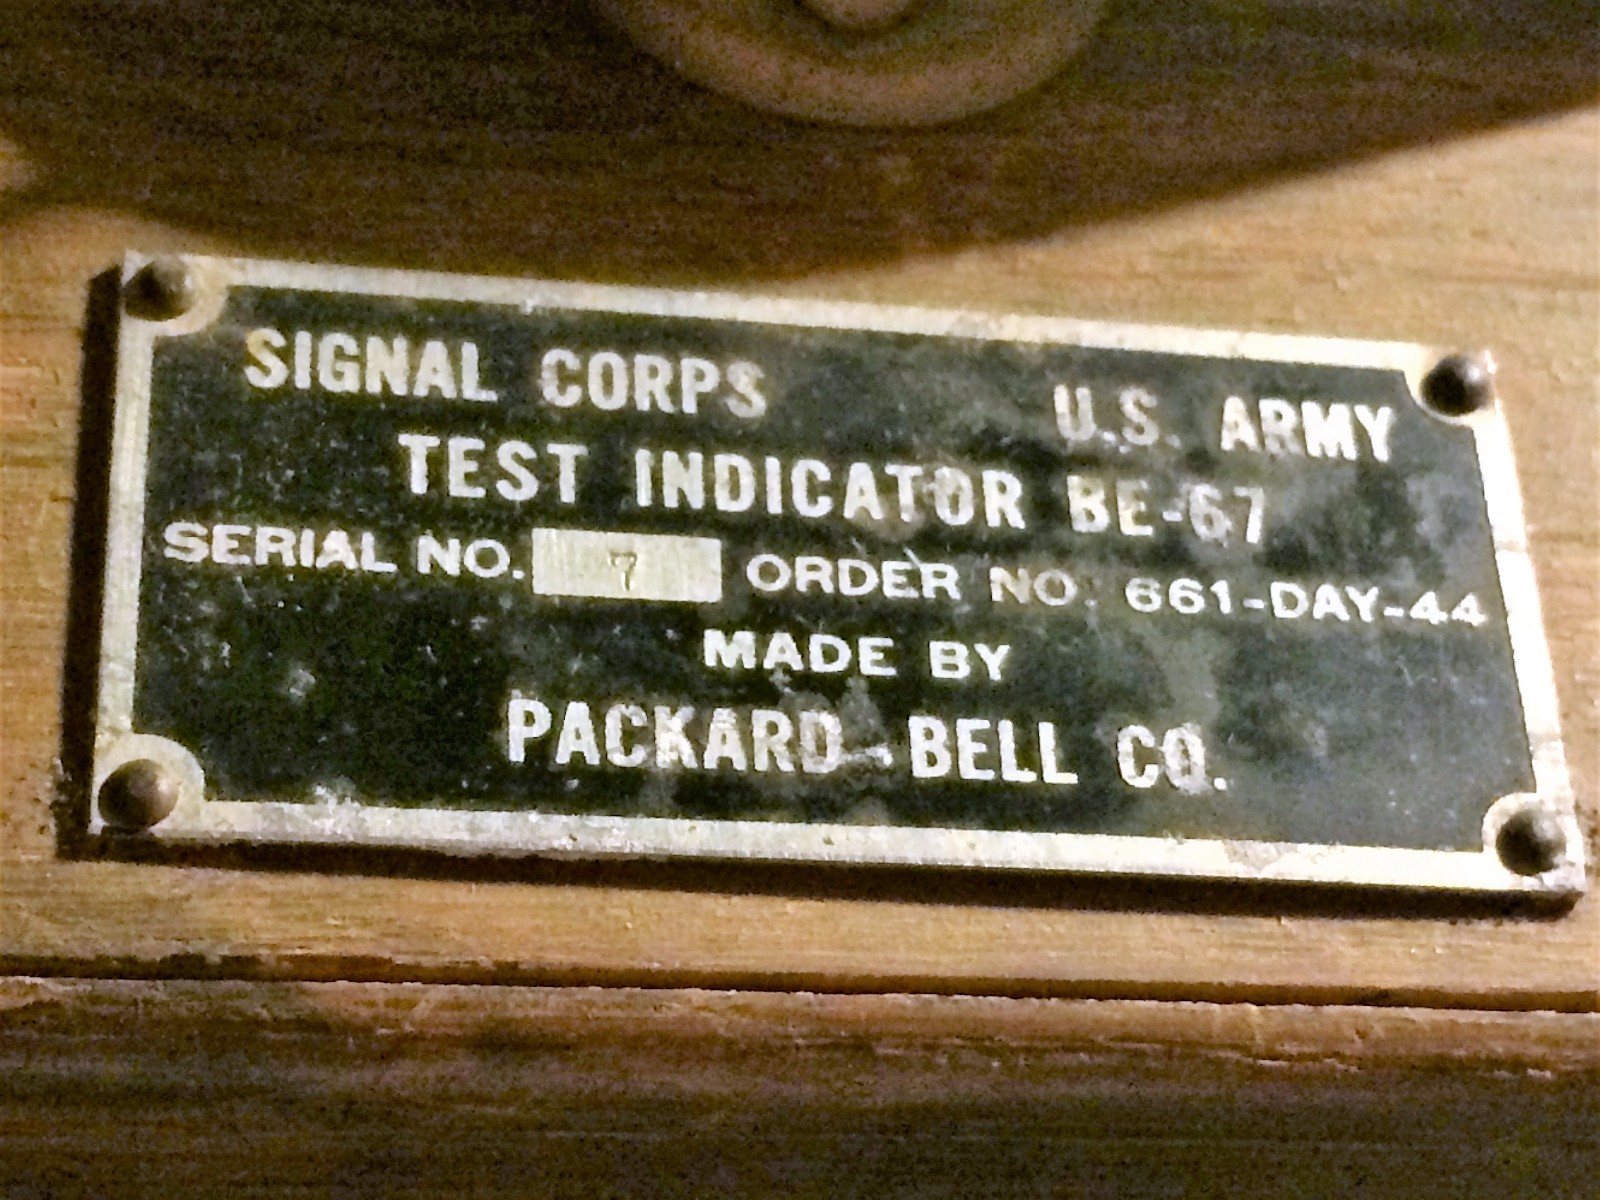 SIGNAL CORPS U.S. ARMY
TEST INDICATOR BE-67
SERIAL NO. 7 ORDER NO. 661-DAY-44
MADE BY
PACKARD-BELL CO.